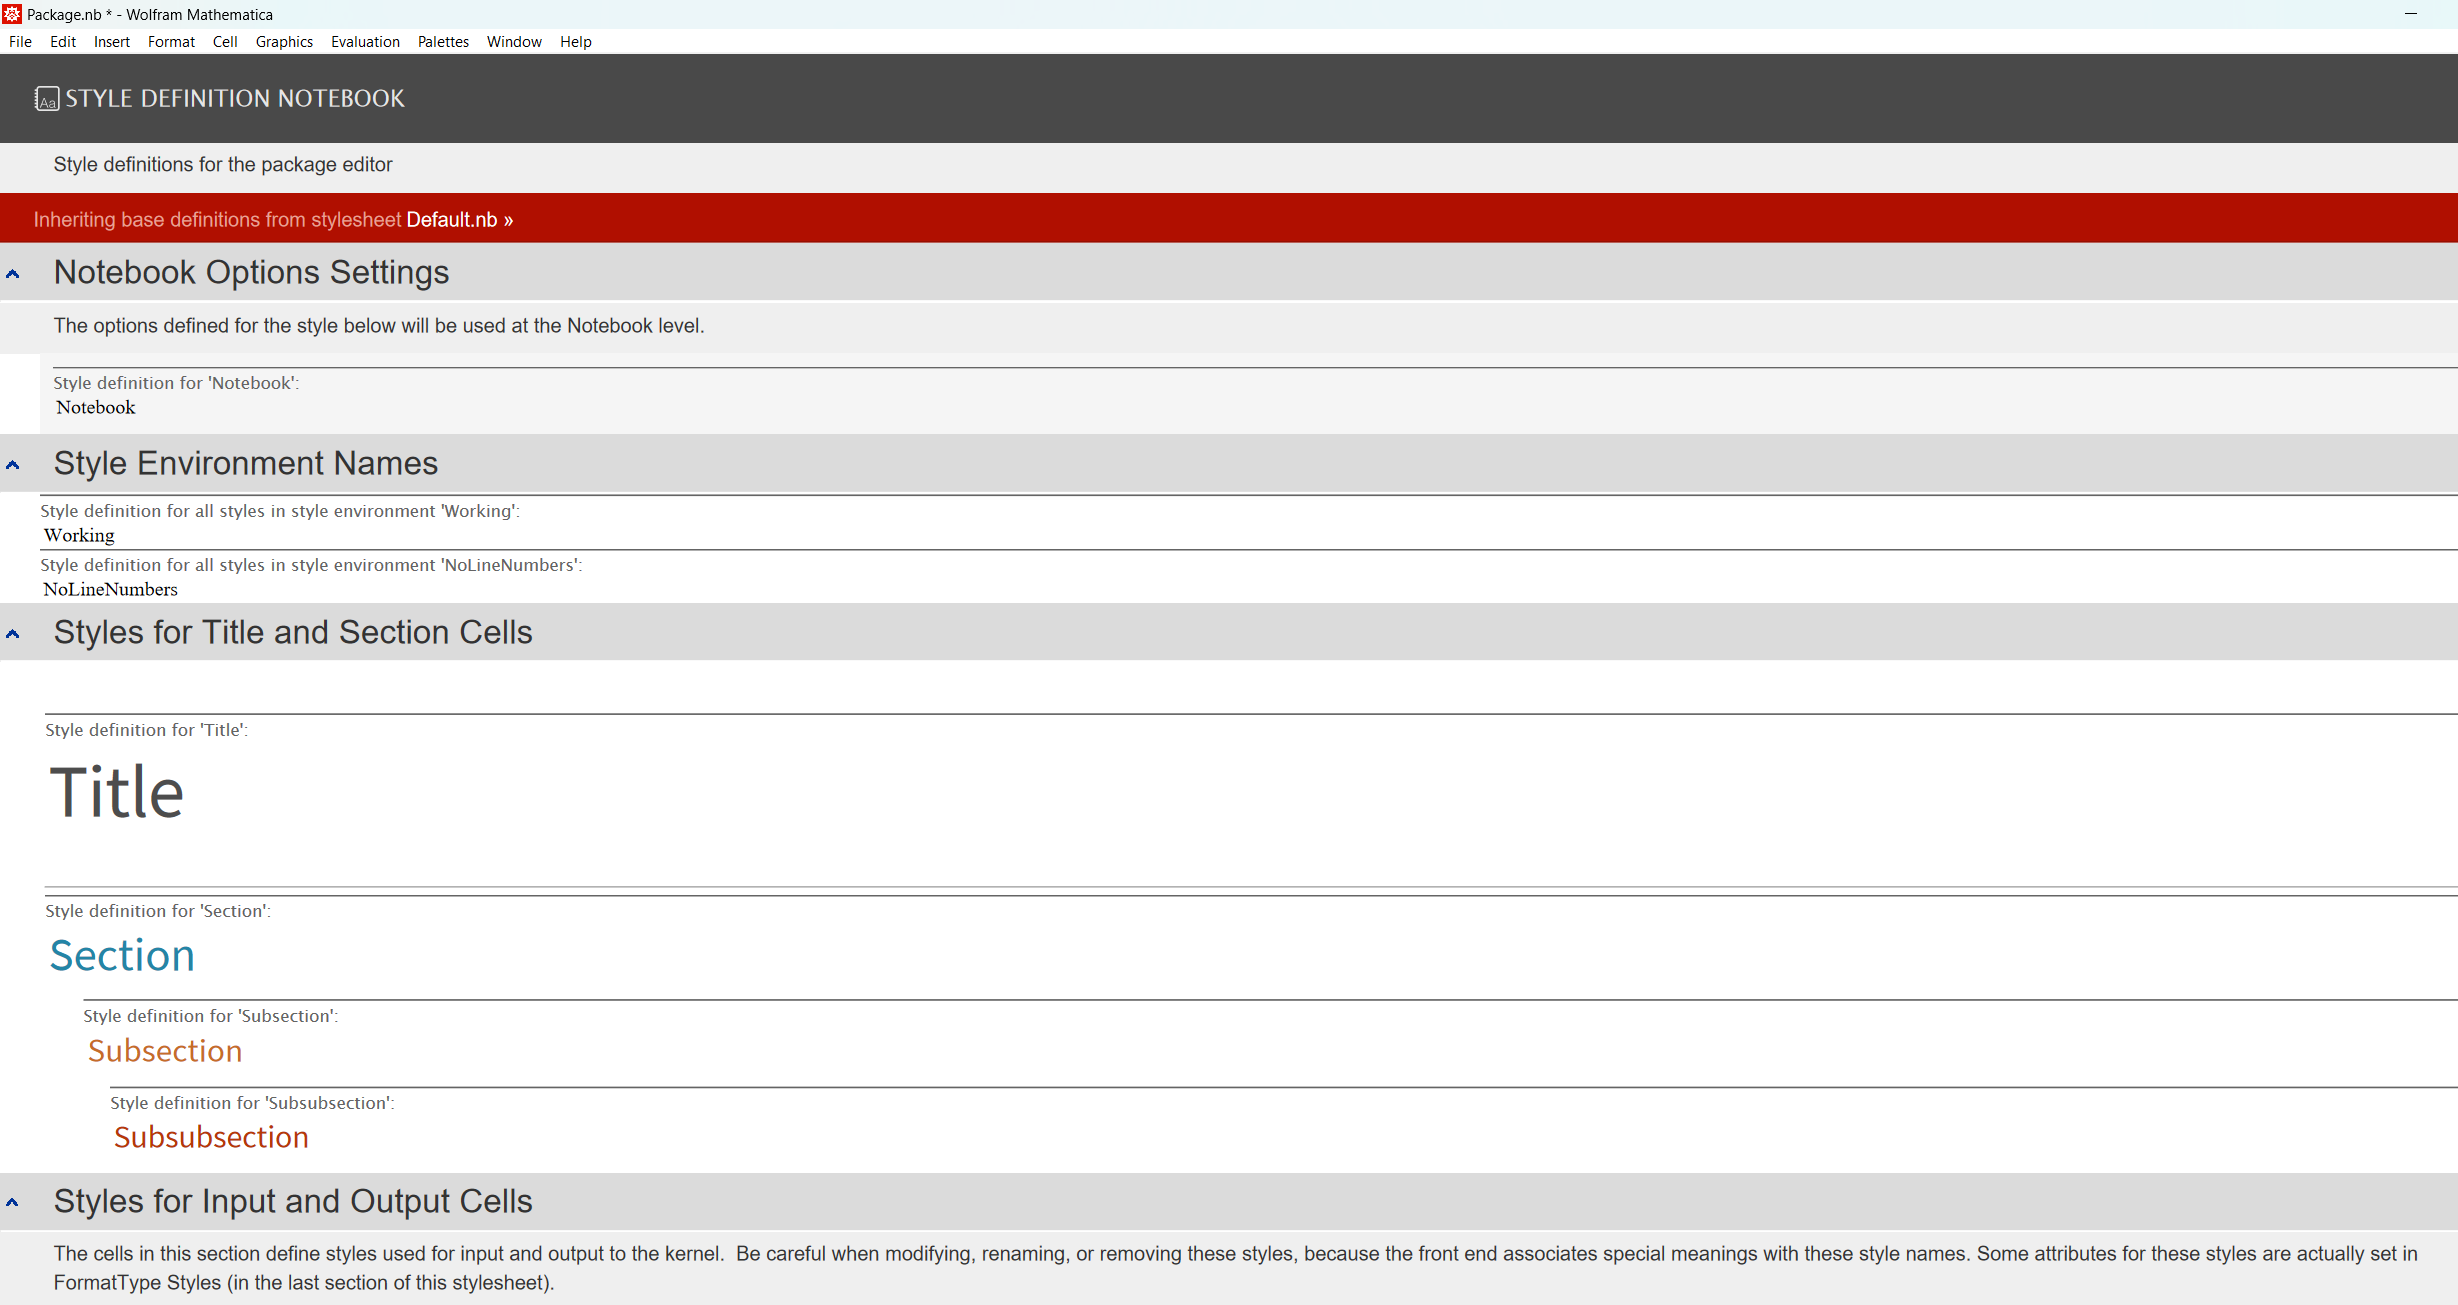 Package.nb * - Wolfram Mathematica
File Edit Insert Format Cell Graphics Evaluation Palettes Window Help
Aa STYLE DEFINITION NOTEBOOK
Style definitions for the package editor
Inheriting base definitions from stylesheet Default.nb »
Notebook Options Settings
The options defined for the style below will be used at the Notebook level.
Style definition for 'Notebook':
Notebook
Style Environment Names
Style definition for all styles in style environment 'Working':
Working
Style definition for all styles in style environment 'NoLineNumbers':
NoLineNumbers
Styles for Title and Section Cells
Style definition for 'Title':
Title
Style definition for 'Section':
Section
Style definition for 'Subsection':
Subsection
Style definition for 'Subsubsection':
Subsubsection
Styles for Input and Output Cells
The cells in this section define styles used for input and output to the kernel.  Be careful when modifying, renaming, or removing these styles, because the front end associates special meanings with these style names. Some attributes for these styles are actually set in
FormatType Styles (in the last section of this stylesheet).